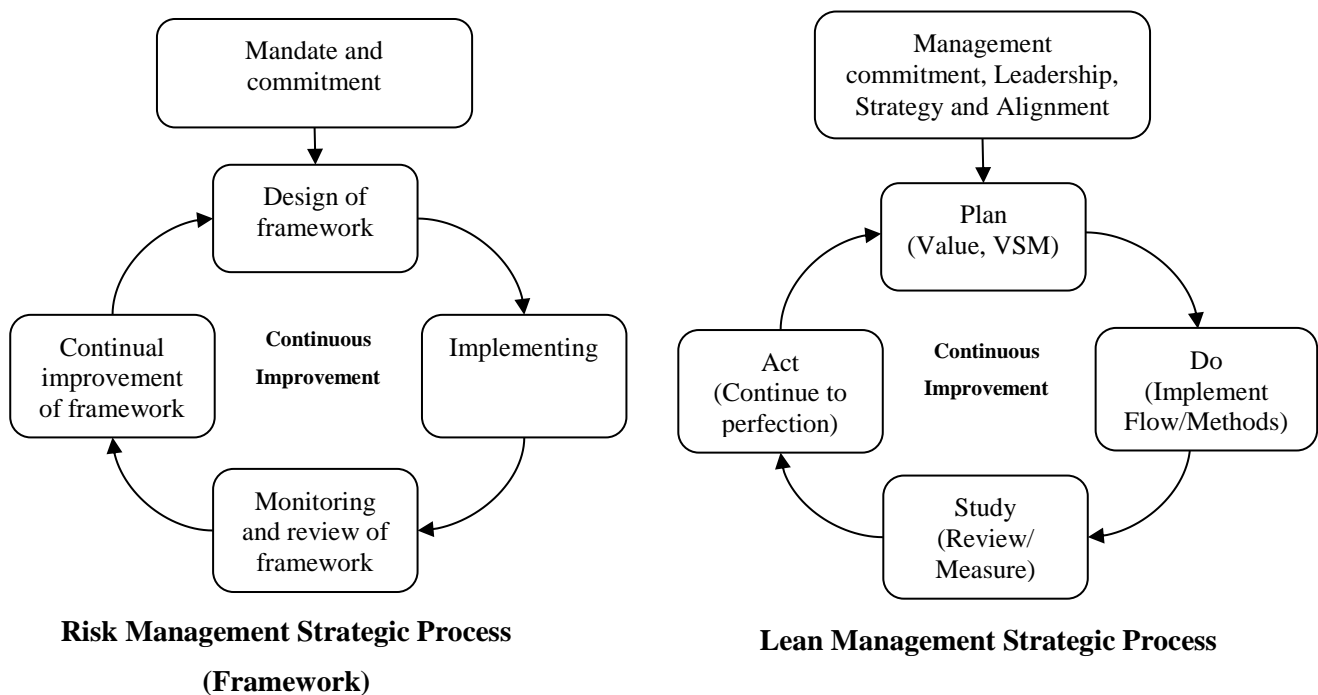 Mandate and
commitment
Design of
framework
Continual
improvement
of framework
Continuous
Improvement
Implementing
Monitoring
and review of
framework
Risk Management Strategic Process
(Framework)
Management
commitment, Leadership,
Strategy and Alignment
Plan
(Value, VSM)
Act
(Continue to
perfection)
Continuous
Improvement
Do
(Implement
Flow/Methods)
Study
(Review/
Measure)
Lean Management Strategic Process